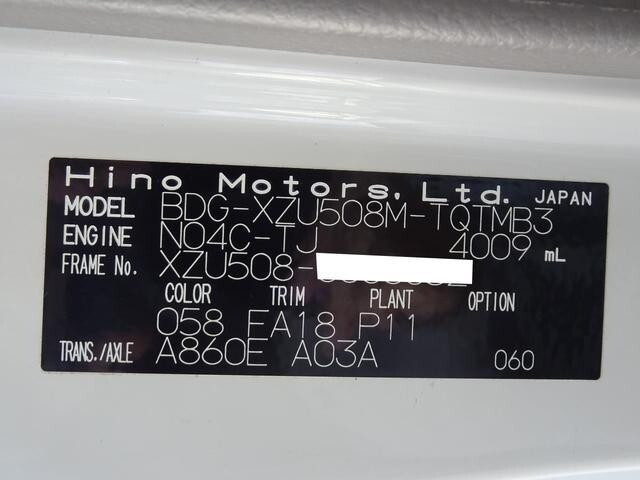 Hino Motors, Ltd. JAPAN
MODEL BDG-XZU508M-TQTMB3
ENGINE N04C-TJ 4009 mL
FRAME No. XZU508-
COLOR TRIM PLANT OPTION
058 FA18 P11
TRANS./AXLE A860E A03A 060